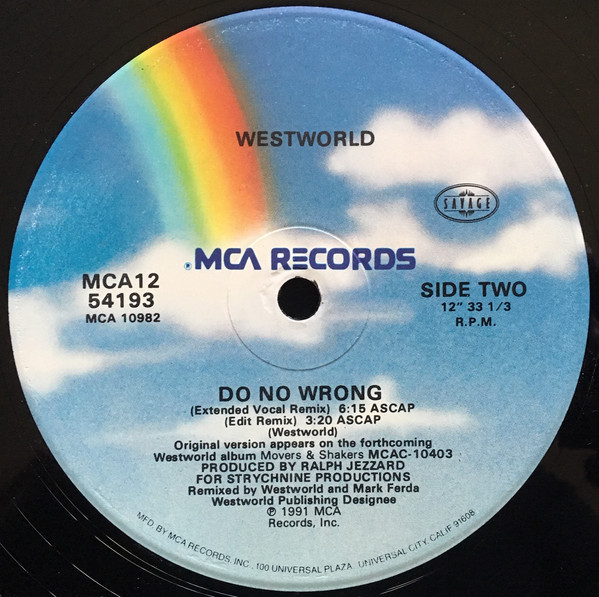 WESTWORLD
SAVAGE
MCA RECORDS
MCA12
54193
MCA 10982
SIDE TWO
12" 33 1/3
R.P.M.
DO NO WRONG
(Extended Vocal Remix) 6:15 ASCAP
(Edit Remix) 3:20 ASCAP
(Westworld)
Original version appears on the forthcoming
Westworld album Movers & Shakers MCAC-10403
PRODUCED BY RALPH JEZZARD
FOR STRYCHNINE PRODUCTIONS
Remixed by Westworld and Mark Ferda
Westworld Publishing Designee
℗ 1991 MCA
Records, Inc.
MFD. BY MCA RECORDS, INC., 100 UNIVERSAL PLAZA, UNIVERSAL CITY, CALIF. 91608